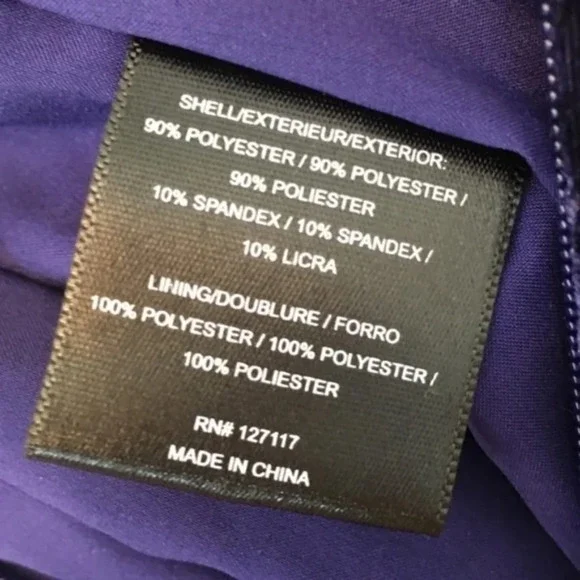 SHELL/EXTERIEUR/EXTERIOR:
90% POLYESTER / 90% POLYESTER /
90% POLIESTER
10% SPANDEX / 10% SPANDEX /
10% LICRA
LINING/DOUBLURE / FORRO
100% POLYESTER / 100% POLYESTER /
100% POLIESTER
RN# 127117
MADE IN CHINA